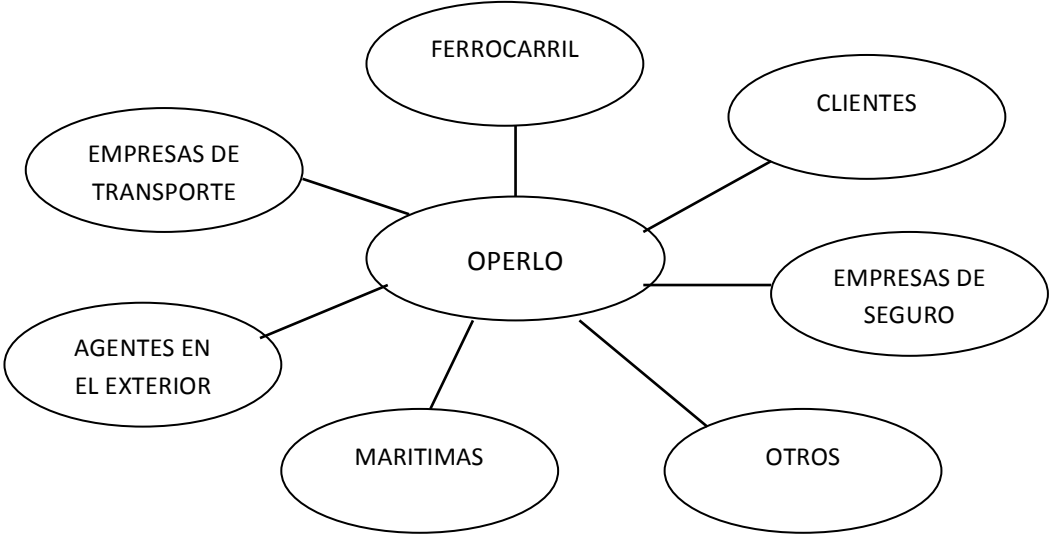 FERROCARRIL
CLIENTES
EMPRESAS DE
TRANSPORTE
OPERLO
EMPRESAS DE
SEGURO
AGENTES EN
EL EXTERIOR
MARITIMAS
OTROS